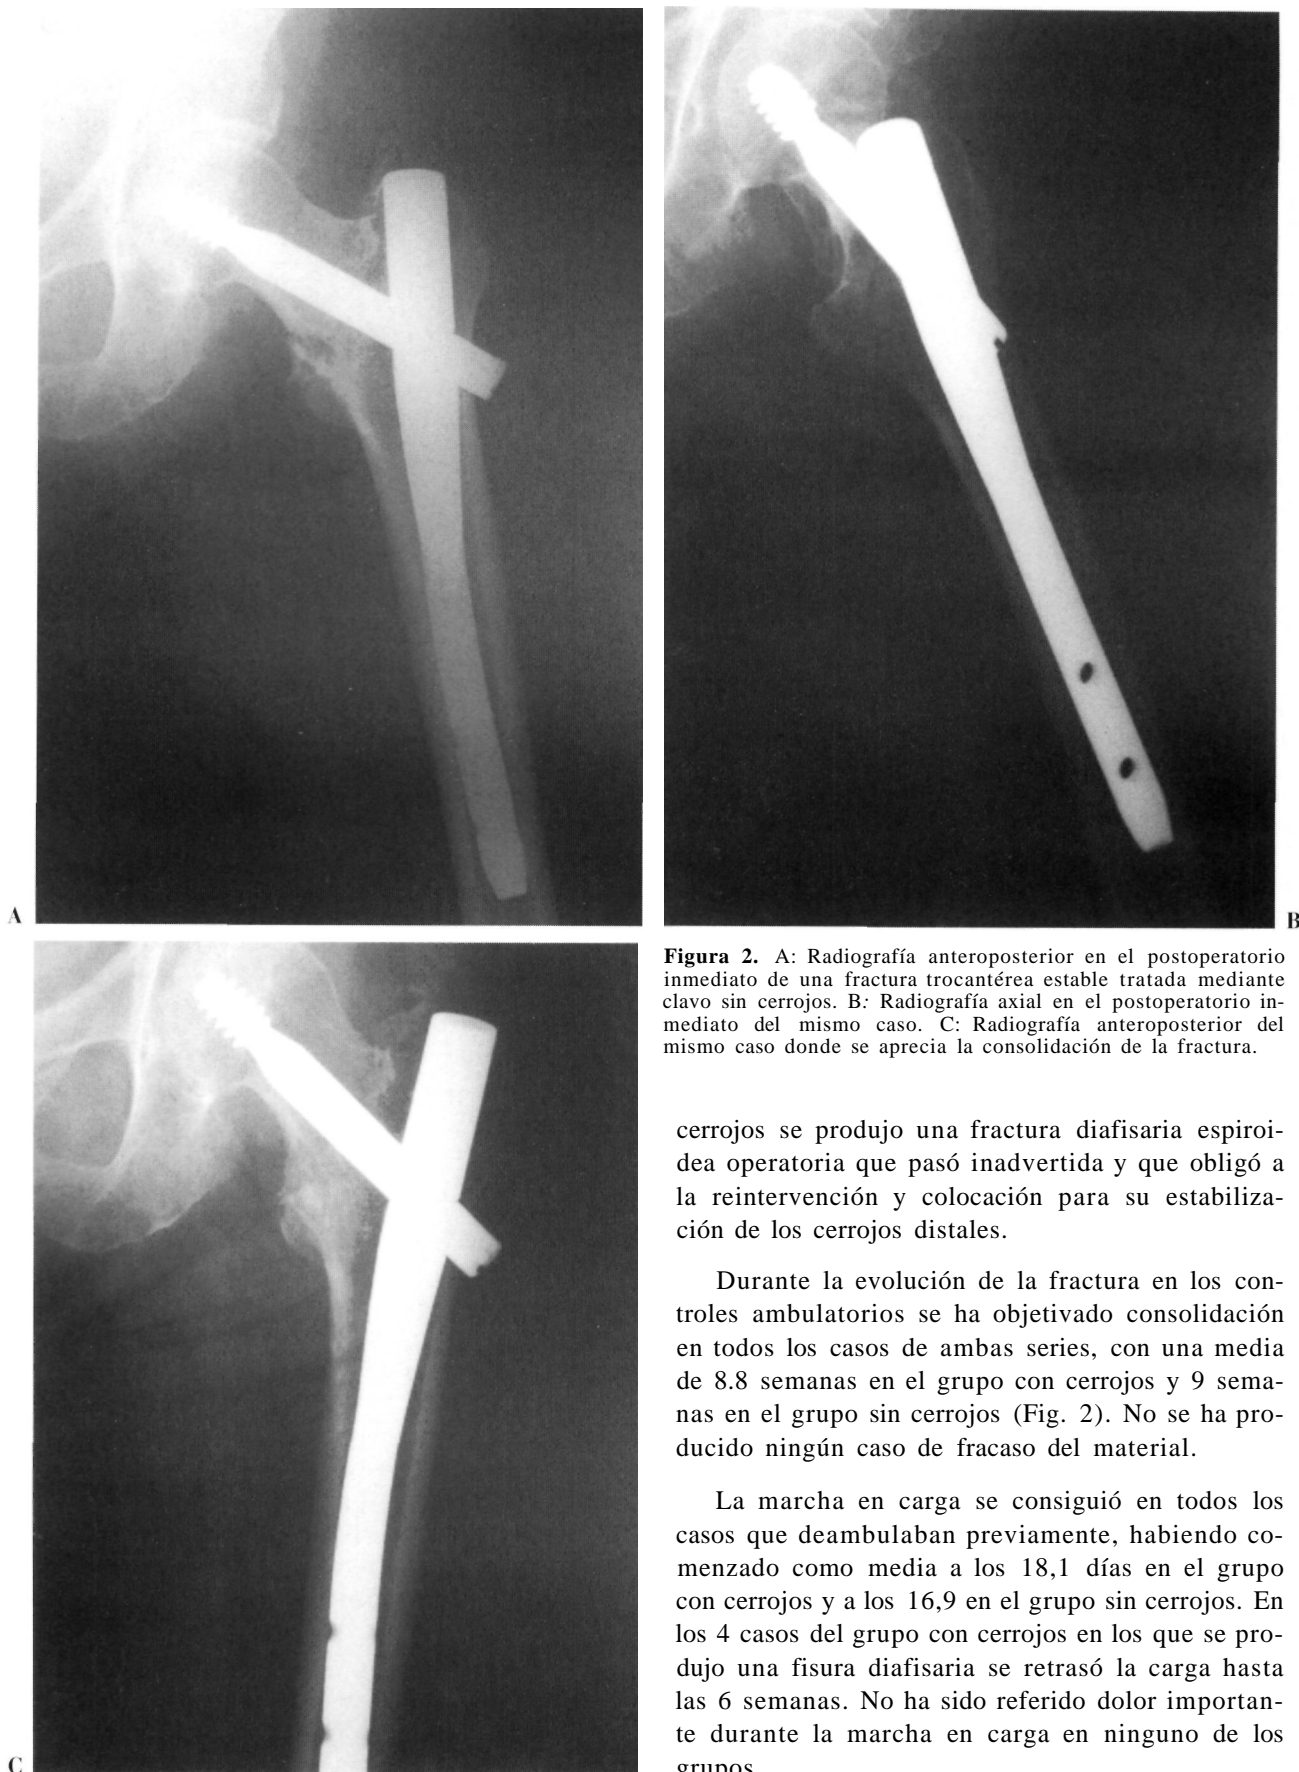 A
B
Figura 2. A: Radiografía anteroposterior en el postoperatorio
inmediato de una fractura trocantérea estable tratada mediante
clavo sin cerrojos. B: Radiografía axial en el postoperatorio in-
mediato del mismo caso. C: Radiografía anteroposterior del
mismo caso donde se aprecia la consolidación de la fractura.
cerrojos se produjo una fractura diafisaria espiroi-
dea operatoria que pasó inadvertida y que obligó a
la reintervención y colocación para su estabiliza-
ción de los cerrojos distales.
Durante la evolución de la fractura en los con-
troles ambulatorios se ha objetivado consolidación
en todos los casos de ambas series, con una media
de 8.8 semanas en el grupo con cerrojos y 9 sema-
nas en el grupo sin cerrojos (Fig. 2). No se ha pro-
ducido ningún caso de fracaso del material.
La marcha en carga se consiguió en todos los
casos que deambulaban previamente, habiendo co-
menzado como media a los 18,1 días en el grupo
con cerrojos y a los 16,9 en el grupo sin cerrojos. En
los 4 casos del grupo con cerrojos en los que se pro-
dujo una fisura diafisaria se retrasó la carga hasta
las 6 semanas. No ha sido referido dolor importan-
te durante la marcha en carga en ninguno de los
grupos
C